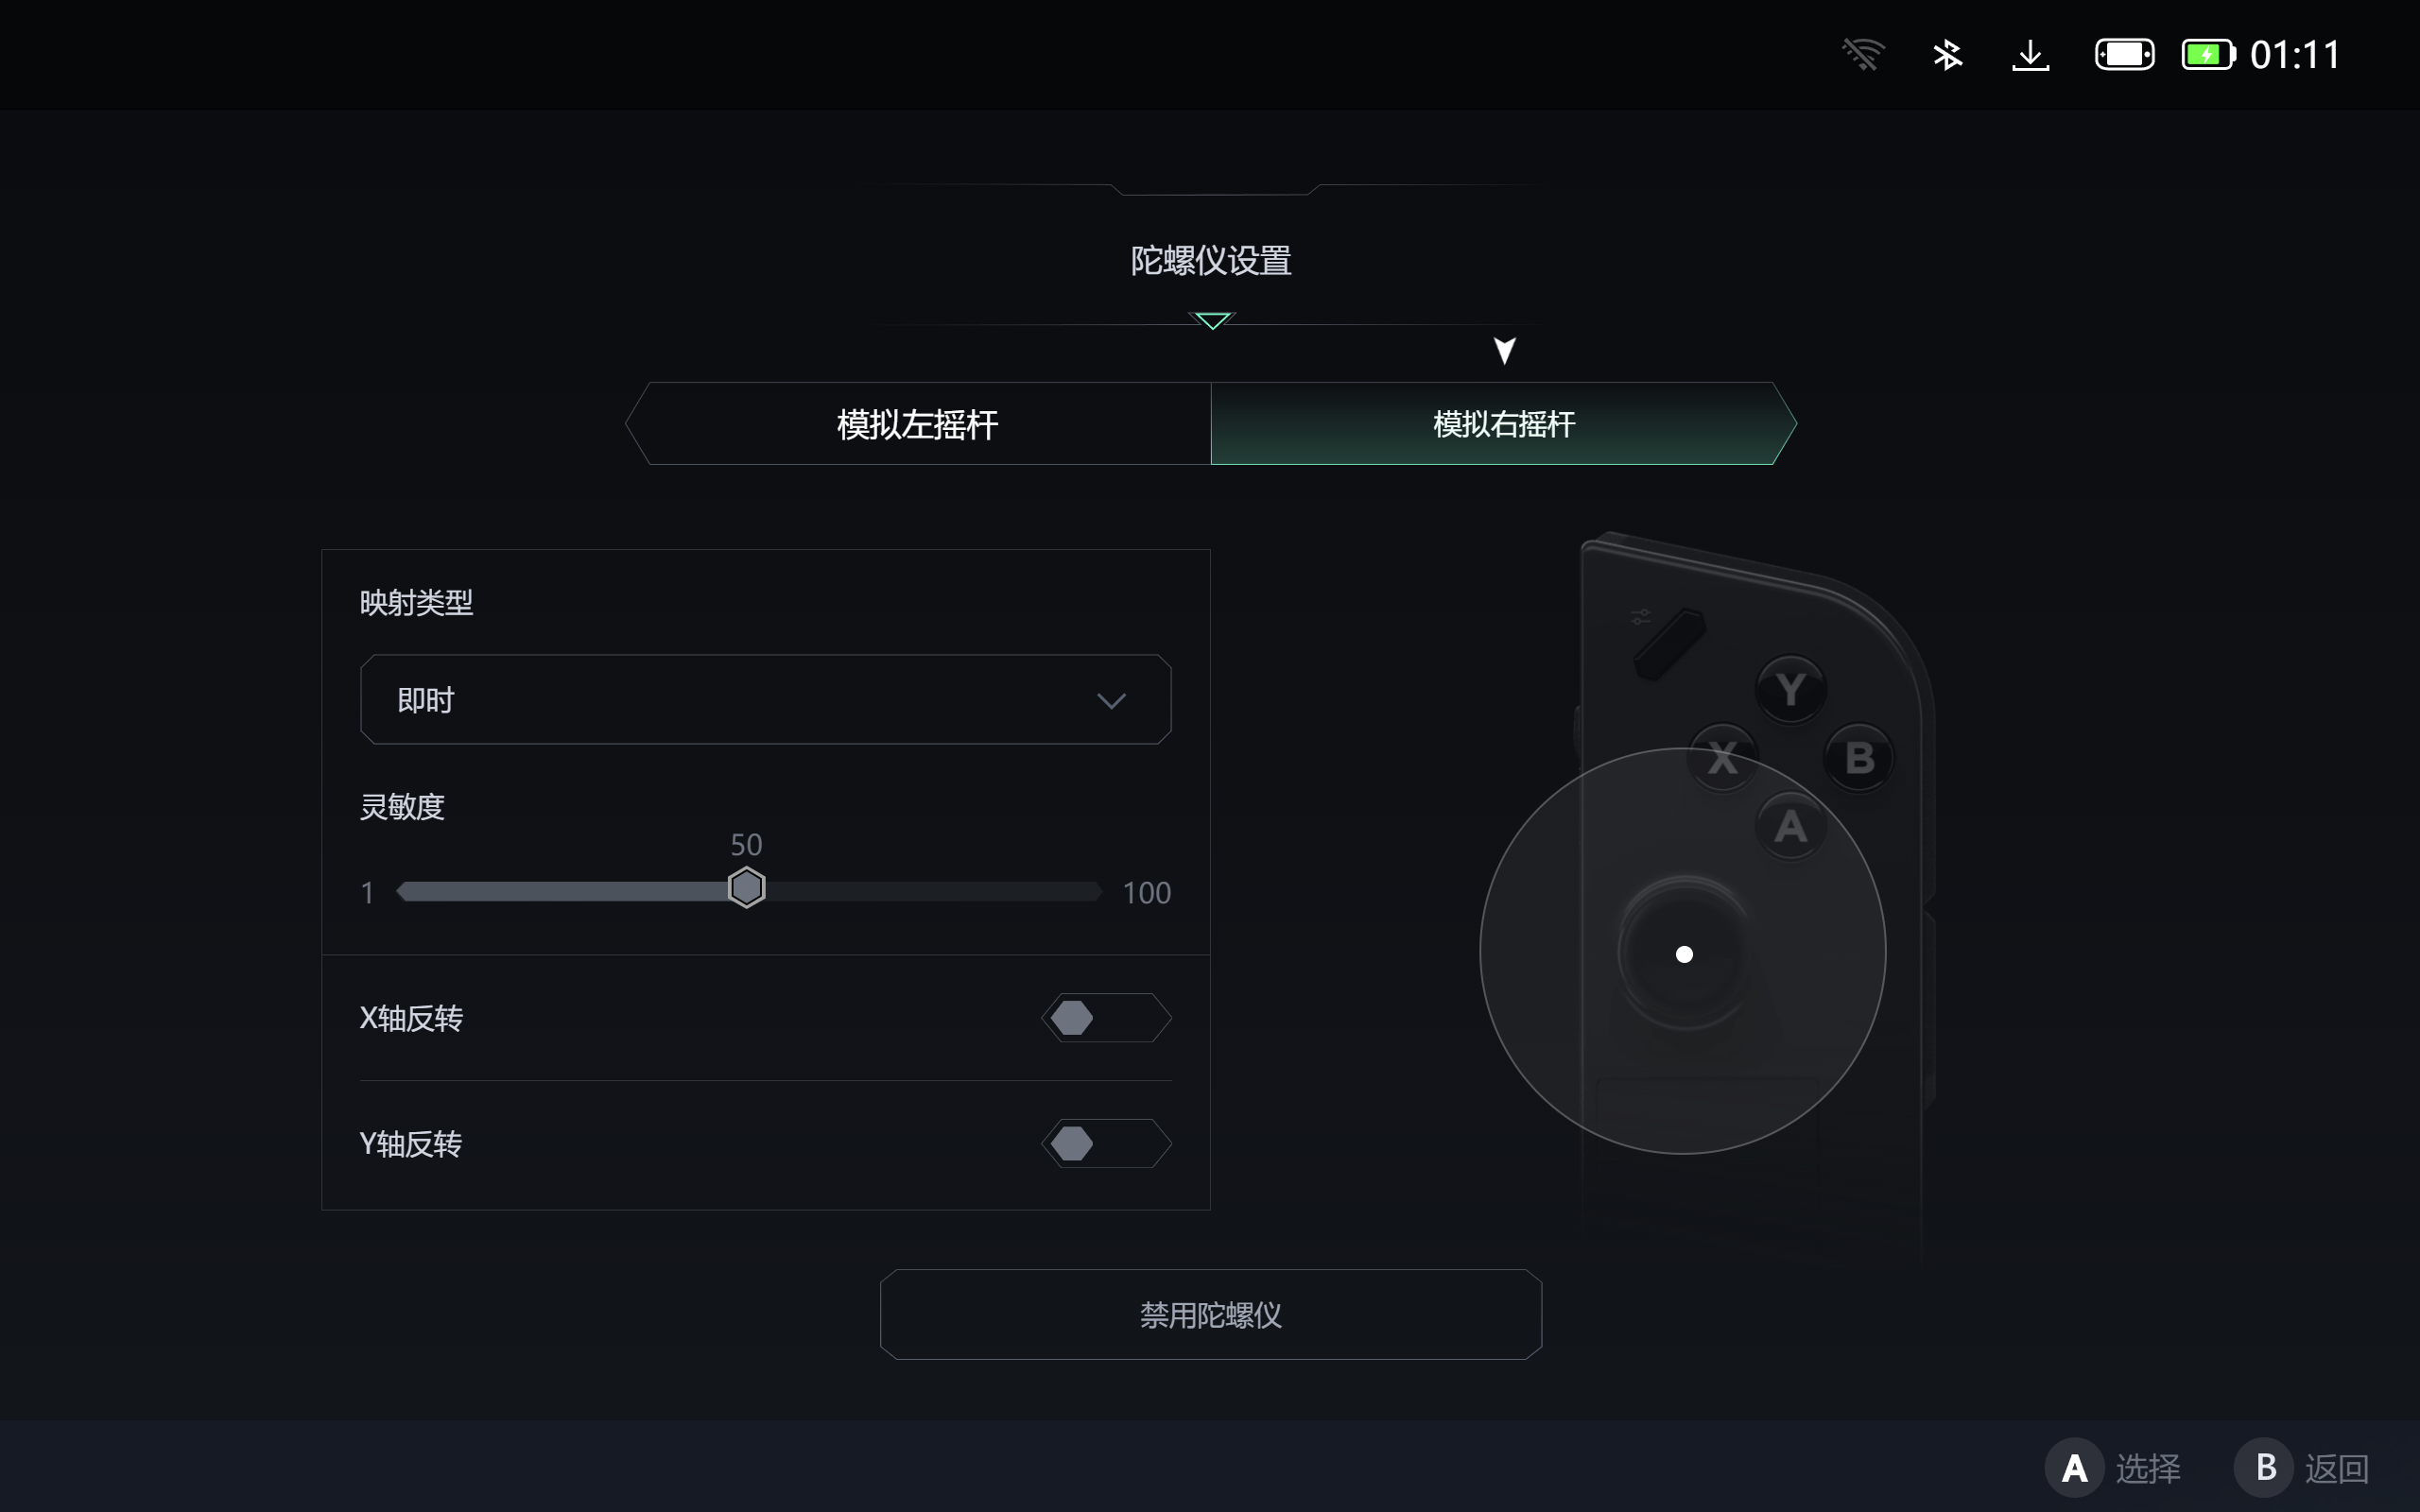 01:11
陀螺仪设置
模拟左摇杆
模拟右摇杆
映射类型
即时
灵敏度
50
1
100
X轴反转
Y轴反转
Y
X
B
A
禁用陀螺仪
A 选择
B 返回